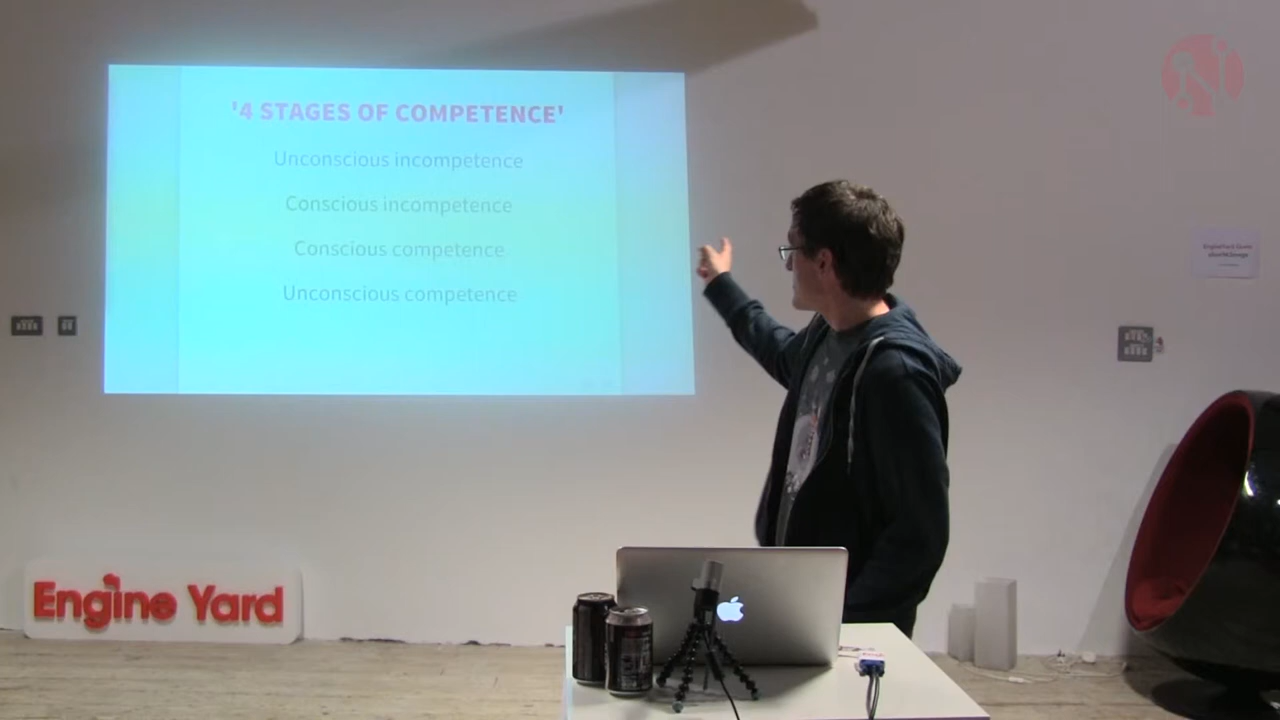 '4 STAGES OF COMPETENCE'
Unconscious incompetence
Conscious incompetence
Conscious competence
Unconscious competence
Engine Yard